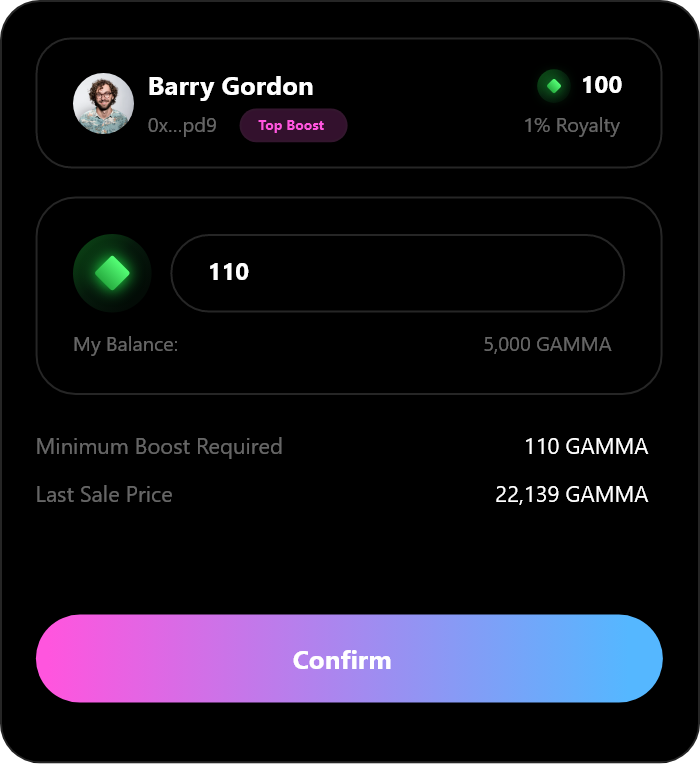 Barry Gordon
100
0x...pd9
Top Boost
1% Royalty
110
My Balance:
5,000 GAMMA
Minimum Boost Required
110 GAMMA
Last Sale Price
22,139 GAMMA
Confirm